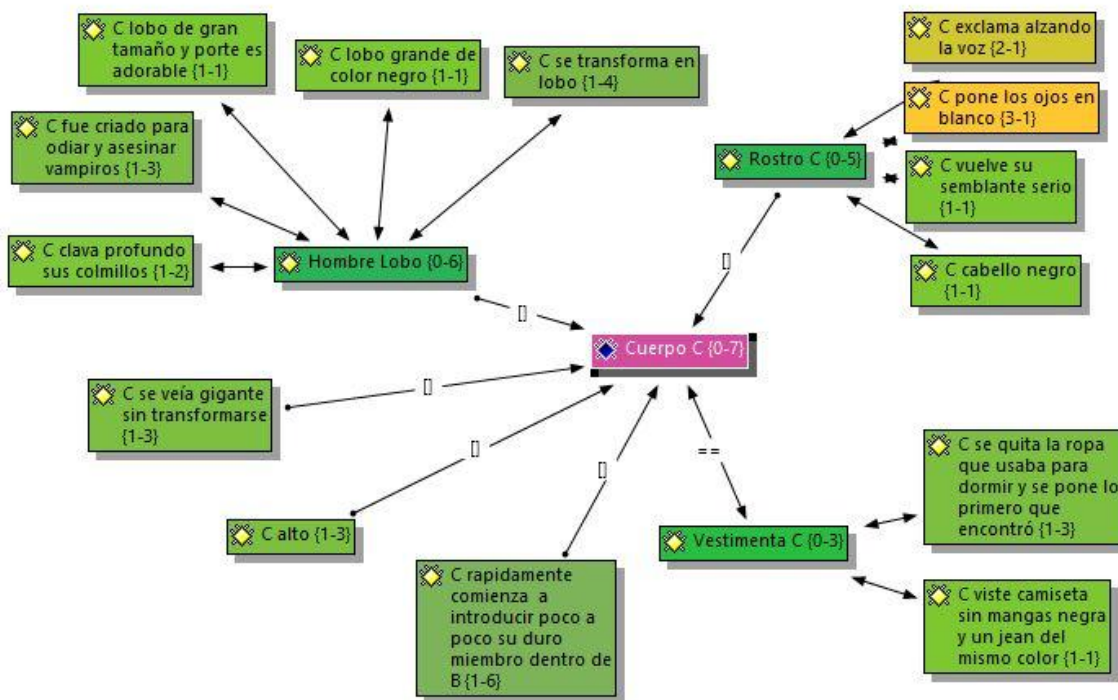 C lobo de gran
tamaño y porte es
adorable {1-1}
C lobo grande de
color negro {1-1}
C se transforma en
lobo {1-4}
C exclama alzando
la voz {2-1}
C pone los ojos en
blanco {3-1}
C fue criado para
odiar y asesinar
vampiros {1-3}
Rostro C {0-5}
C vuelve su
semblante serio
{1-1}
C clava profundo
sus colmillos {1-2}
Hombre Lobo {0-6}
C cabello negro
{1-1}
[]
[]
Cuerpo C {0-7}
C se veía gigante
sin transformarse
{1-3}
[]
[]
[]
==
C se quita la ropa
que usaba para
dormir y se pone lo
primero que
encontró {1-3}
C alto {1-3}
Vestimenta C {0-3}
C rapidamente
comienza a
introducir poco a
poco su duro
miembro dentro de
B {1-6}
C viste camiseta
sin mangas negra
y un jean del
mismo color {1-1}